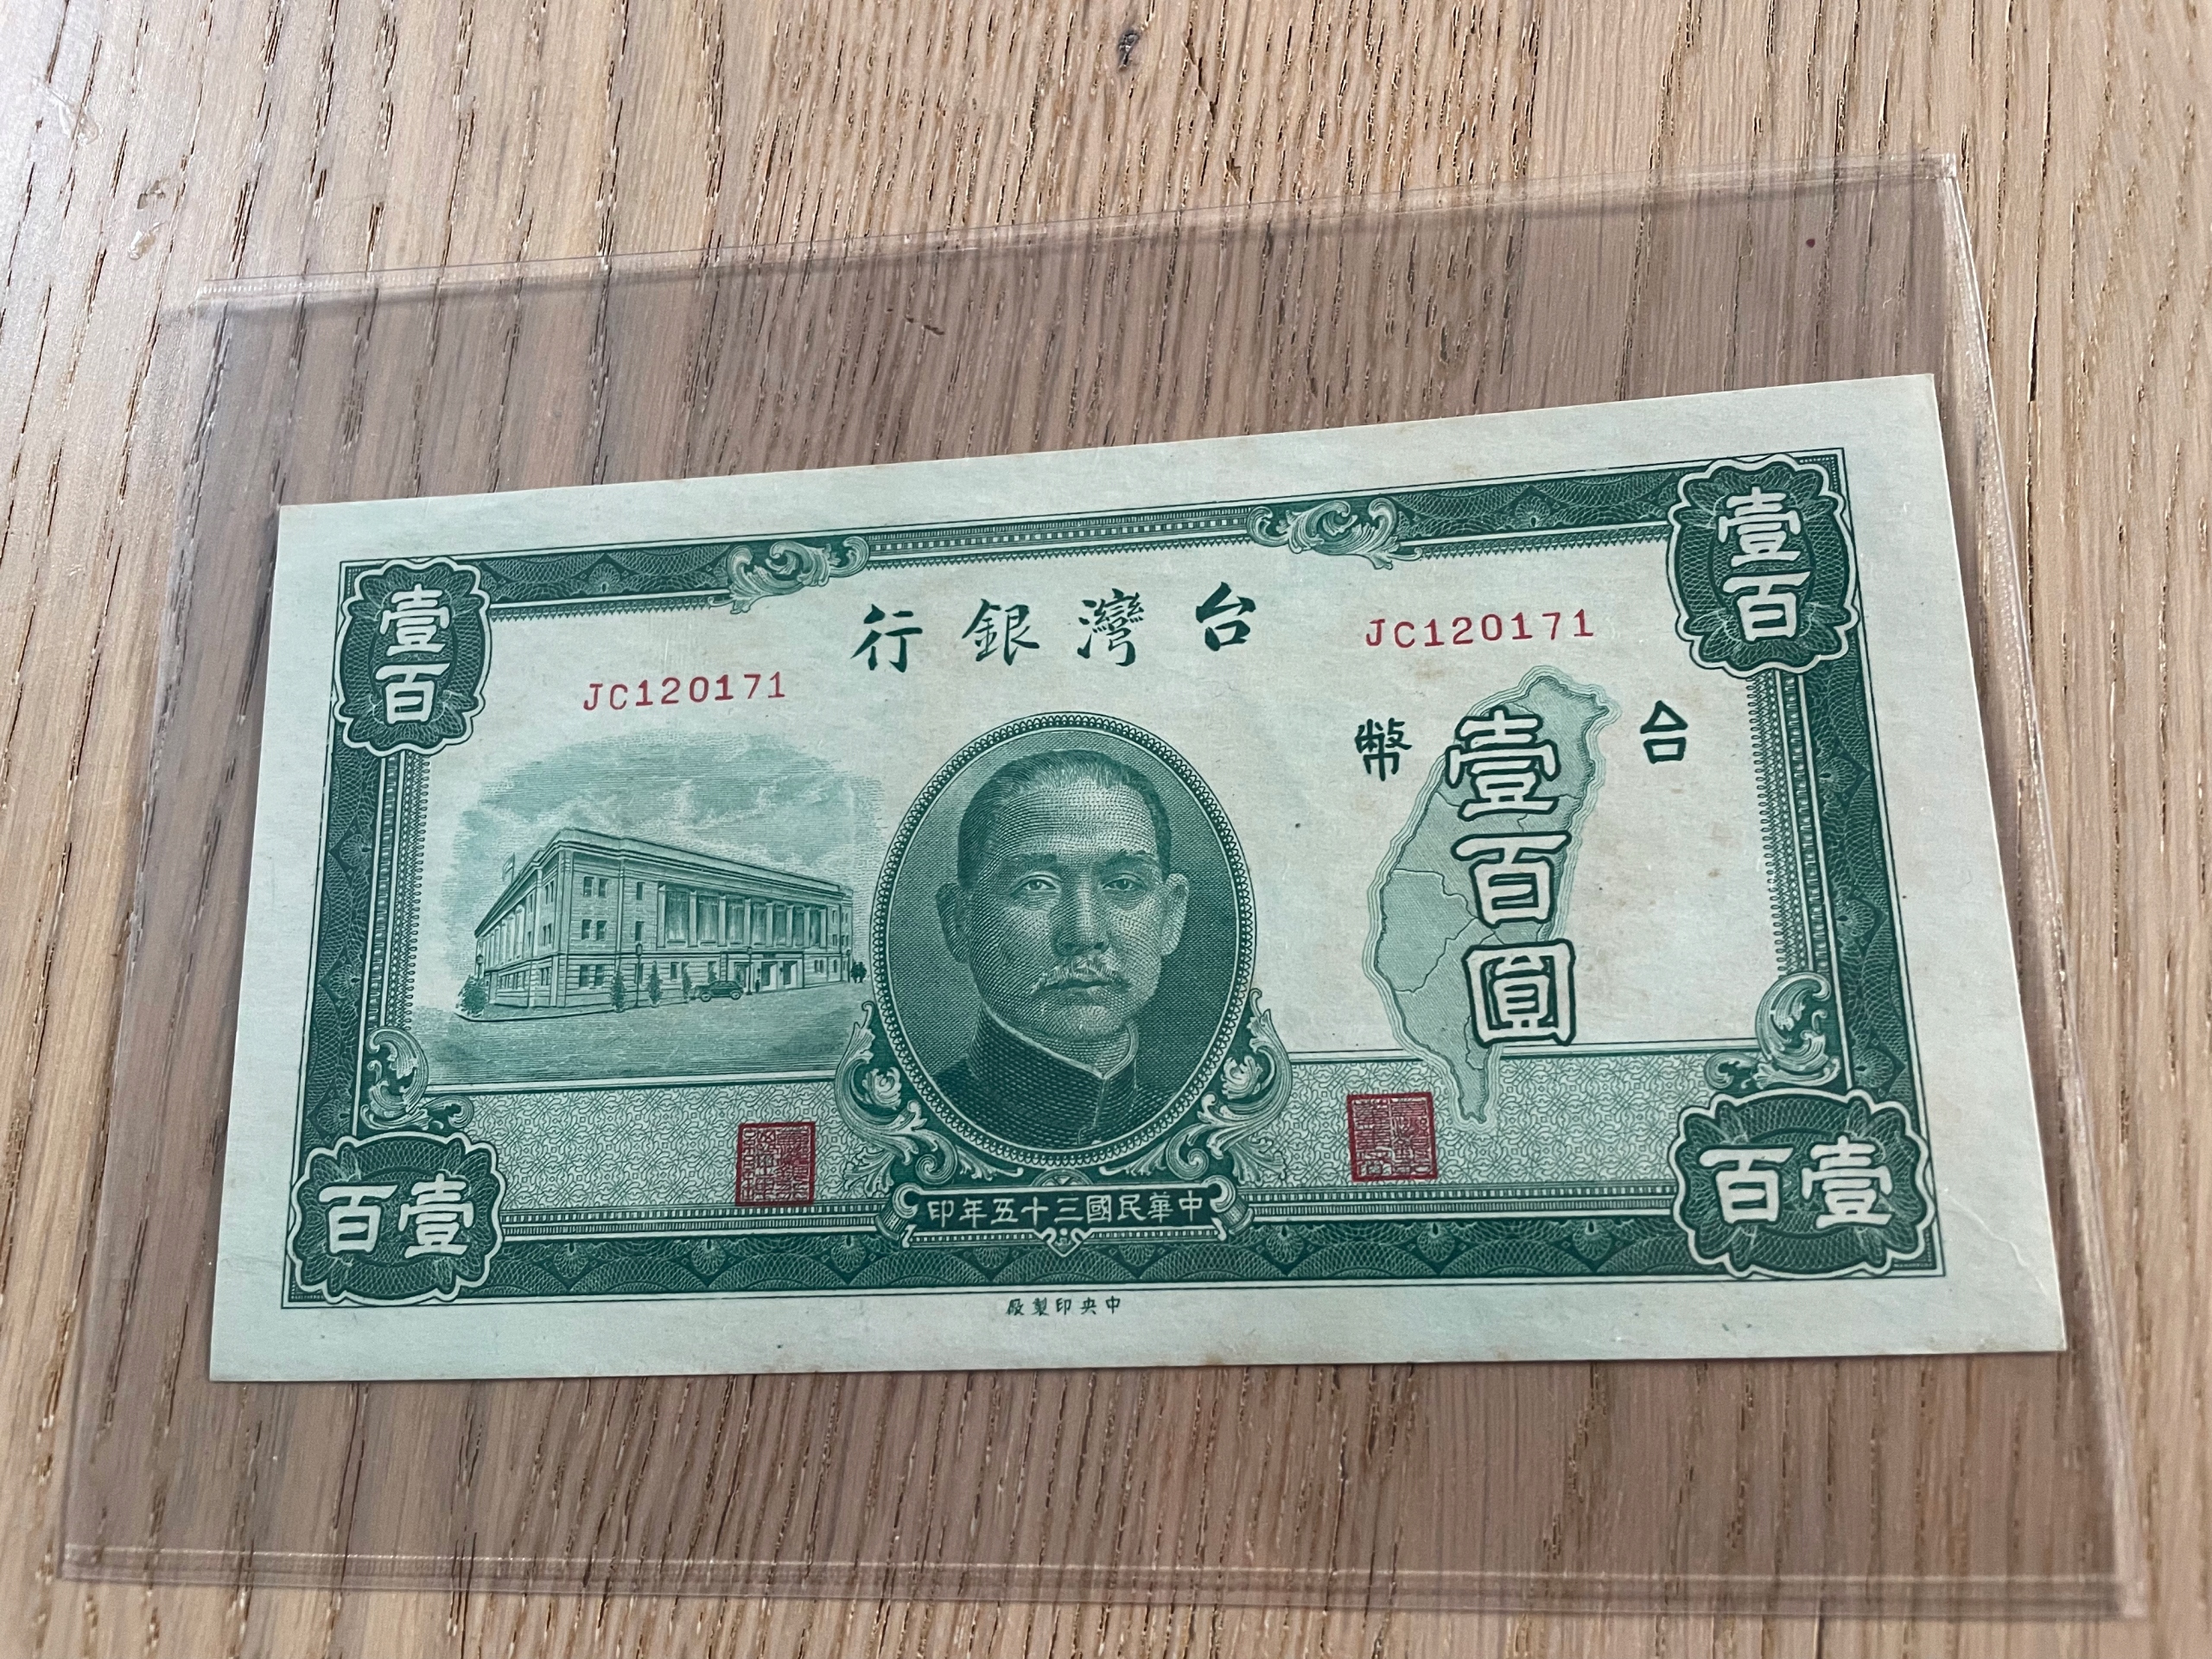 壹百
壹百
台灣銀行
JC120171
JC120171
台幣
壹百圓
中華民國三十五年印
壹百
壹百
中央印製廠